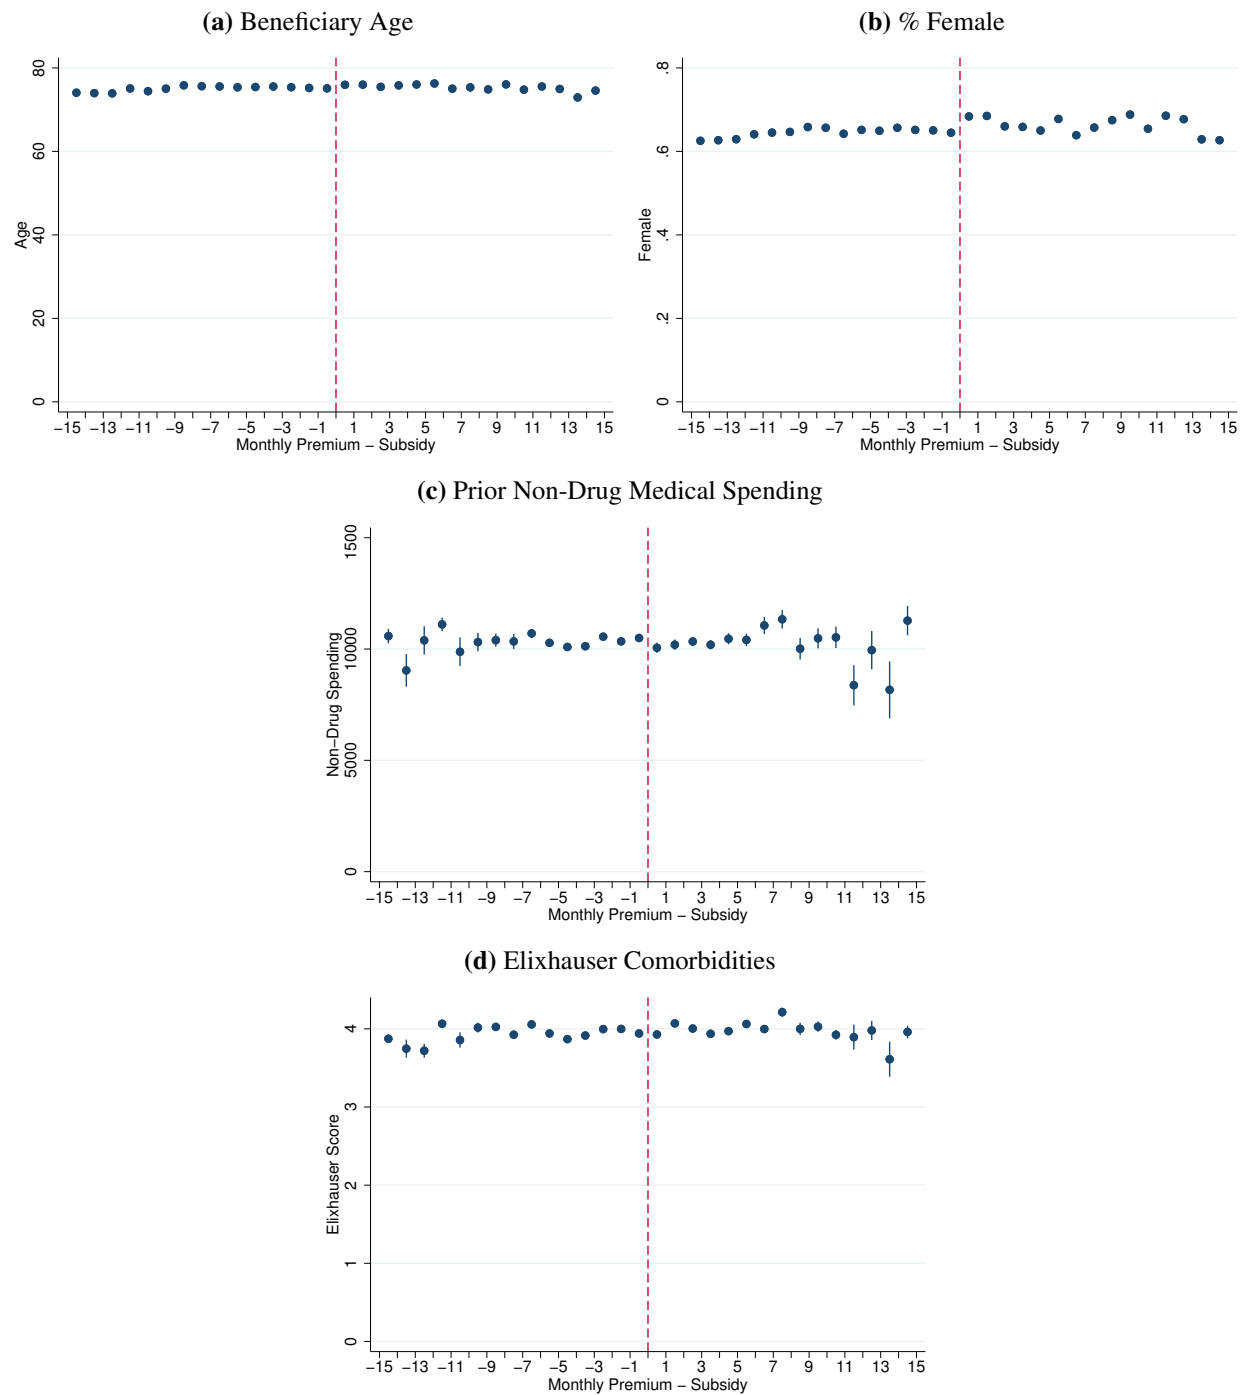 (a) Beneficiary Age
80
60
40
20
0
Age
−15 −13 −11 −9 −7 −5 −3 −1 1 3 5 7 9 11 13 15
Monthly Premium − Subsidy
(b) % Female
.8
.6
.4
.2
0
Female
−15 −13 −11 −9 −7 −5 −3 −1 1 3 5 7 9 11 13 15
Monthly Premium − Subsidy
(c) Prior Non-Drug Medical Spending
1500
10000
5000
0
Non−Drug Spending
−15 −13 −11 −9 −7 −5 −3 −1 1 3 5 7 9 11 13 15
Monthly Premium − Subsidy
(d) Elixhauser Comorbidities
4
3
2
1
0
Elixhauser Score
−15 −13 −11 −9 −7 −5 −3 −1 1 3 5 7 9 11 13 15
Monthly Premium − Subsidy